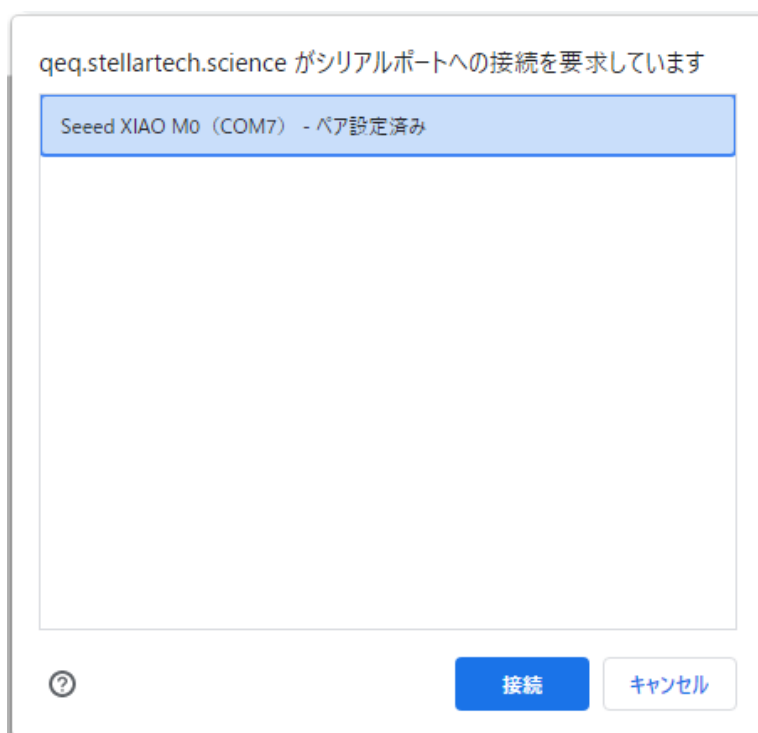 qeq.stellartech.science がシリアルポートへの接続を要求しています
Seeed XIAO M0（COM7） - ペア設定済み
接続
キャンセル